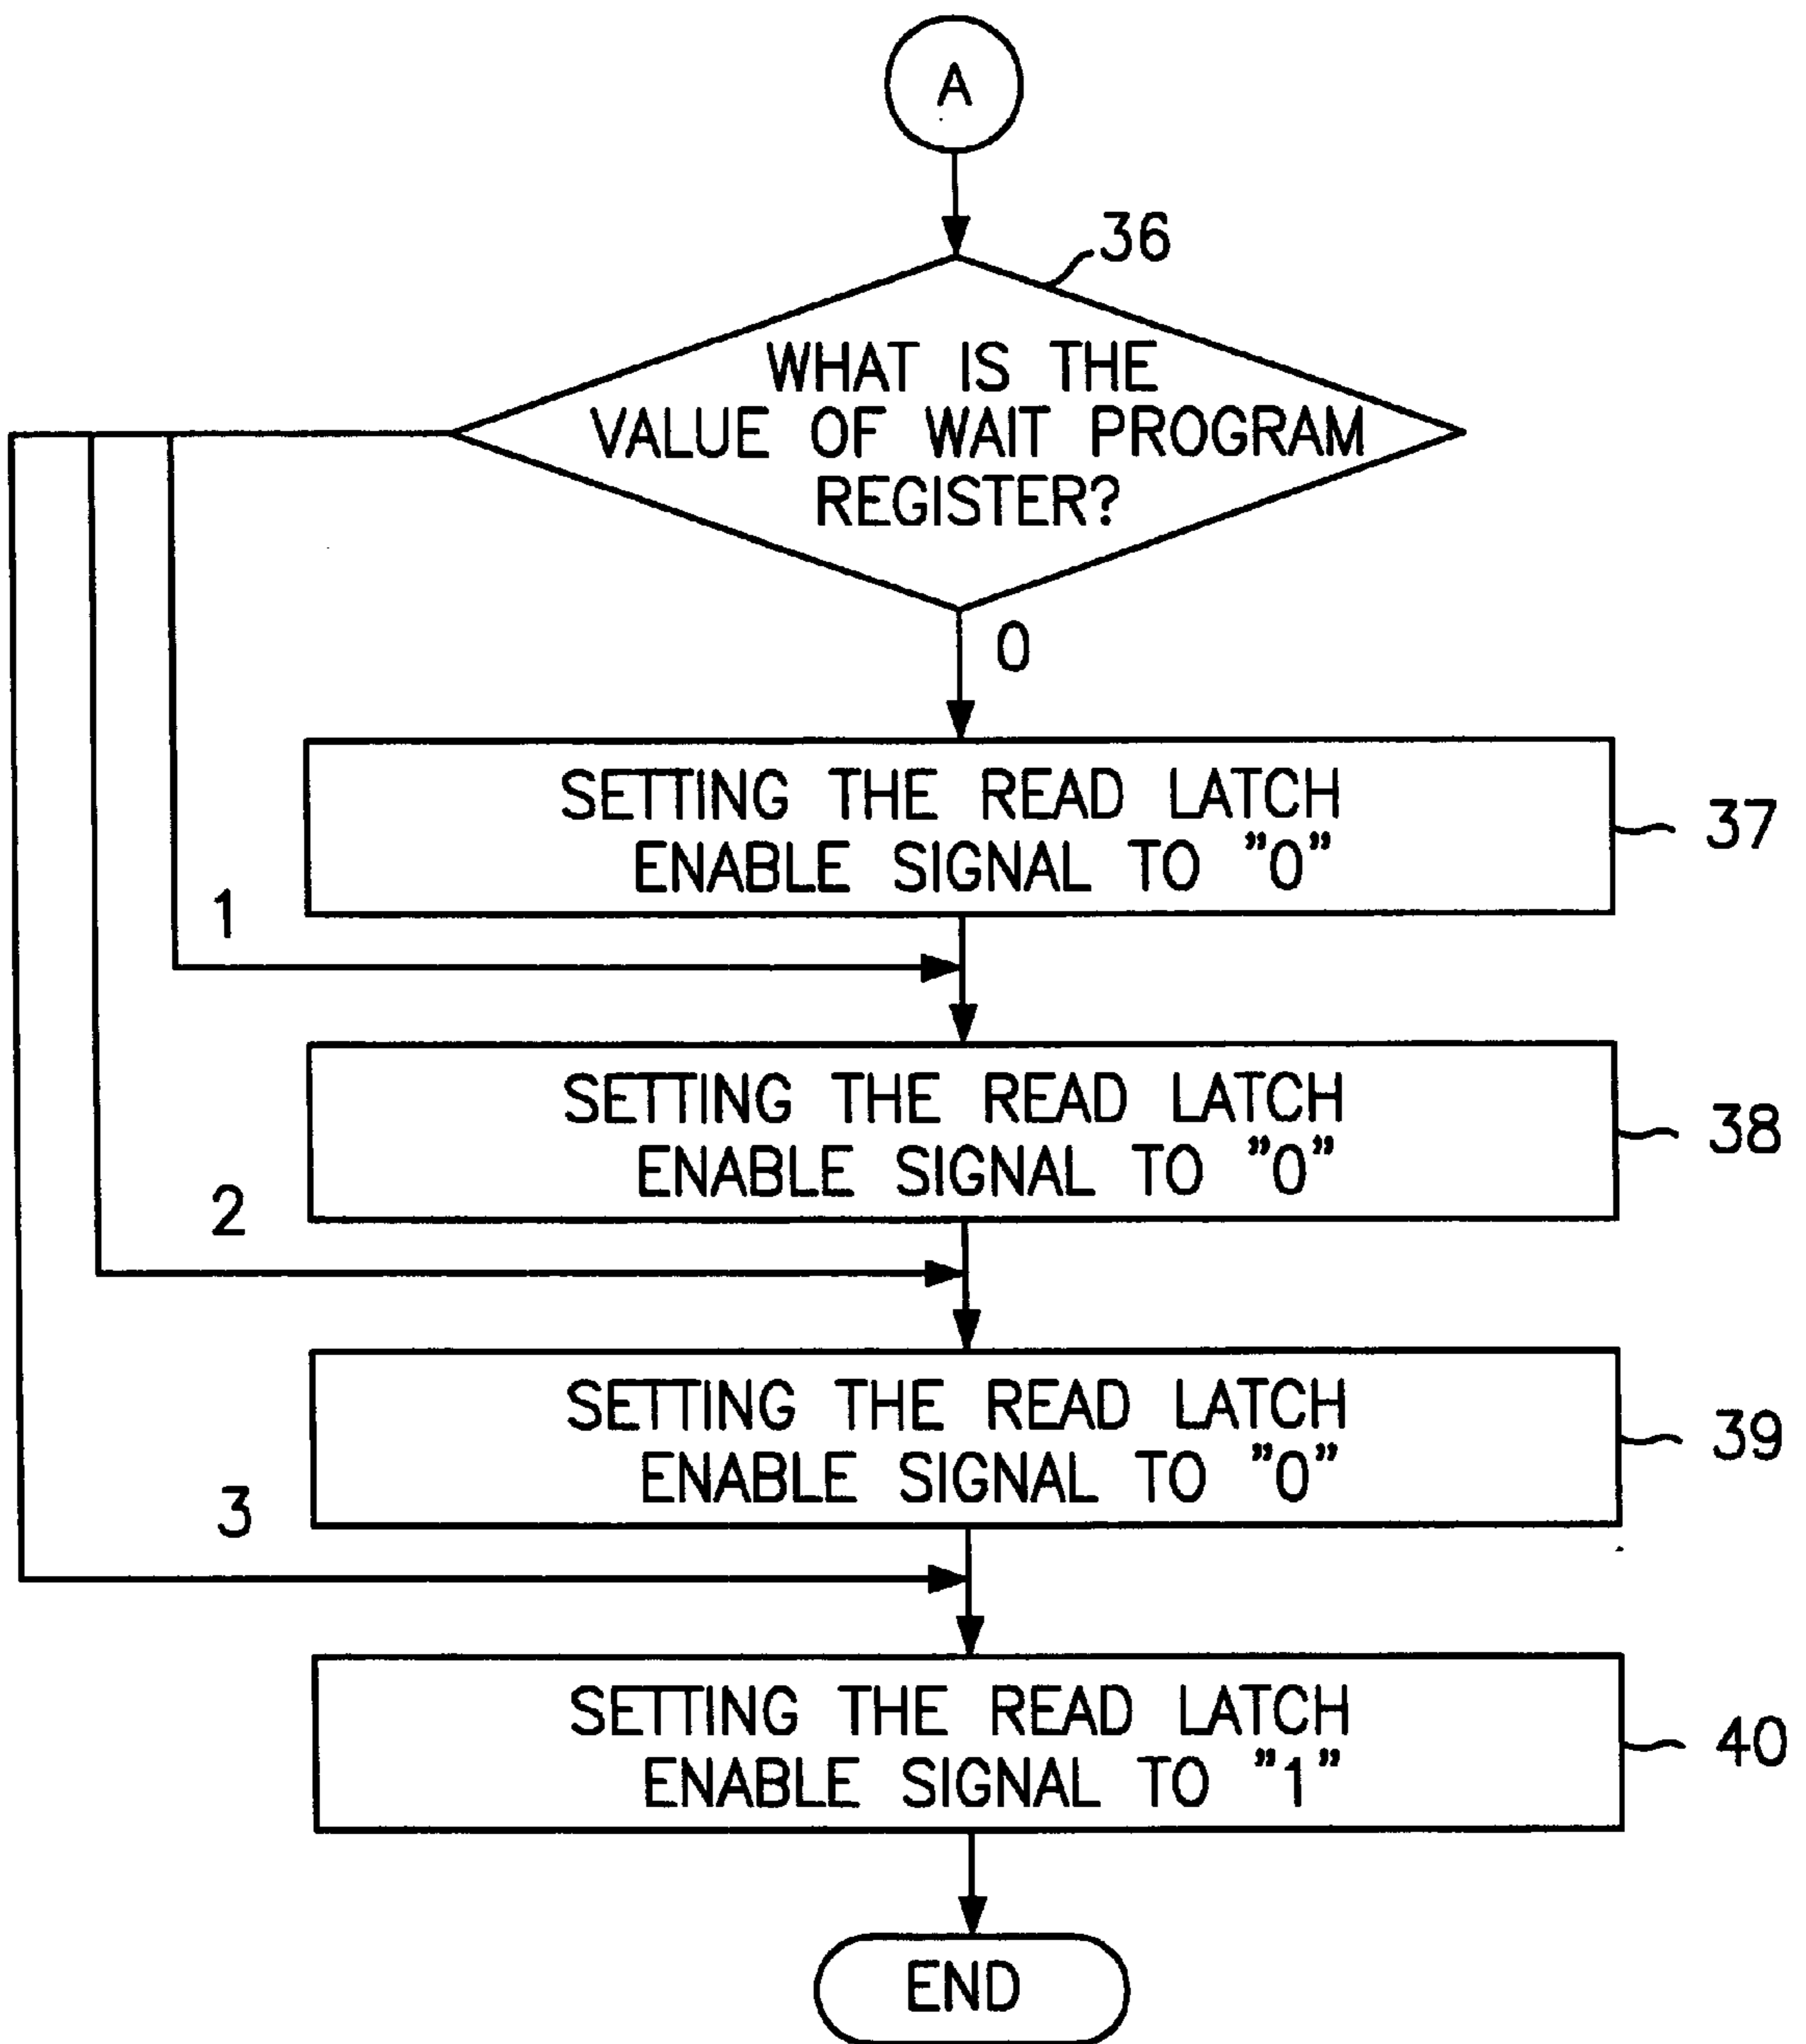 A
36
WHAT IS THE
VALUE OF WAIT PROGRAM
REGISTER?
0
SETTING THE READ LATCH
ENABLE SIGNAL TO "0"
37
1
SETTING THE READ LATCH
ENABLE SIGNAL TO "0"
38
2
SETTING THE READ LATCH
ENABLE SIGNAL TO "0"
39
3
SETTING THE READ LATCH
ENABLE SIGNAL TO "1"
40
END